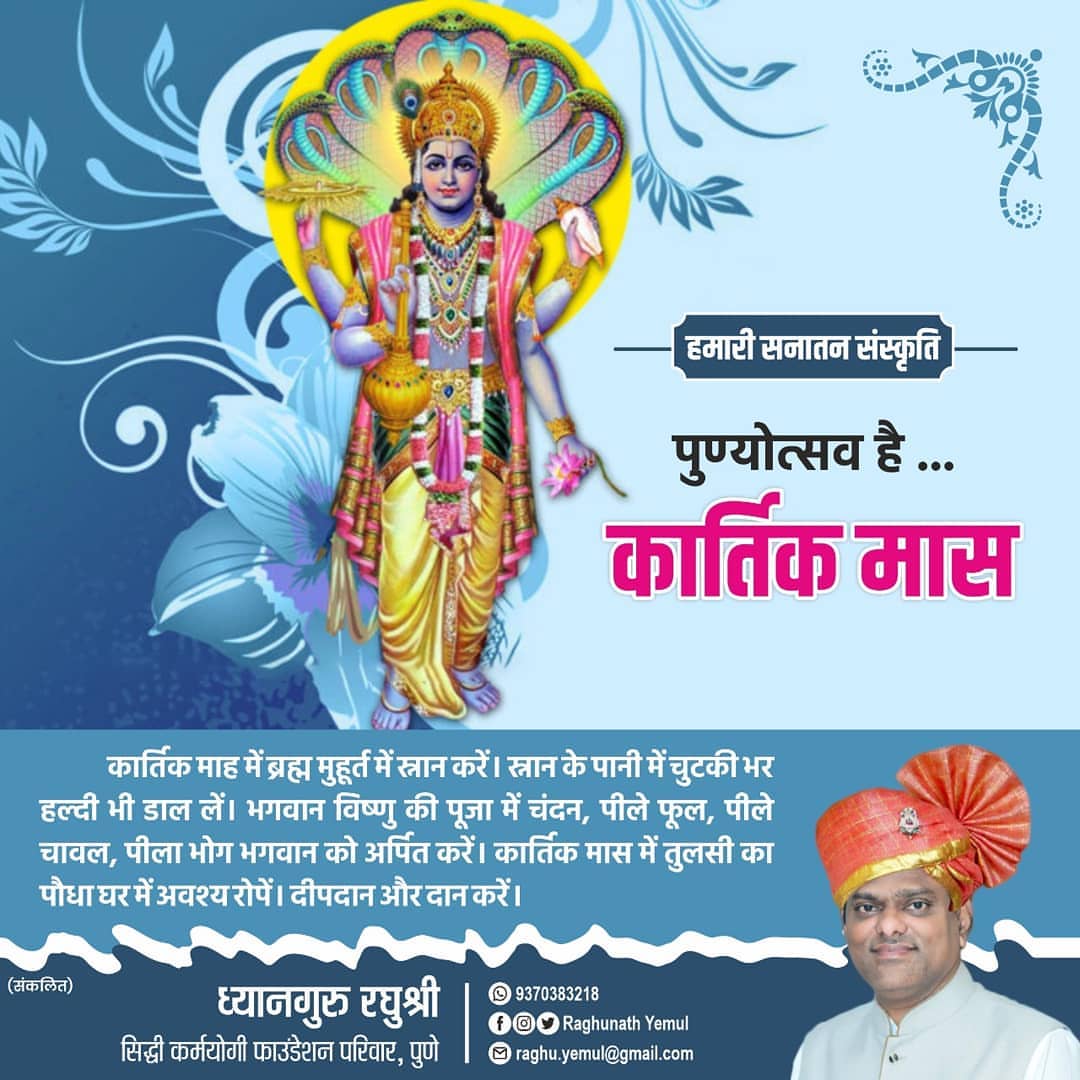 हमारी सनातन संस्कृति
पुण्योत्सव है ...
कार्तिक मास
कार्तिक माह में ब्रह्म मुहूर्त में स्नान करें। स्नान के पानी में चुटकी भर
हल्दी भी डाल लें। भगवान विष्णु की पूजा में चंदन, पीले फूल, पीले
चावल, पीला भोग भगवान को अर्पित करें। कार्तिक मास में तुलसी का
पौधा घर में अवश्य रोपें। दीपदान और दान करें।
(संकलित)
ध्यानगुरु रघुश्री
सिद्धी कर्मयोगी फाउंडेशन परिवार, पुणे
9370383218
Raghunath Yemul
raghu.yemul@gmail.com